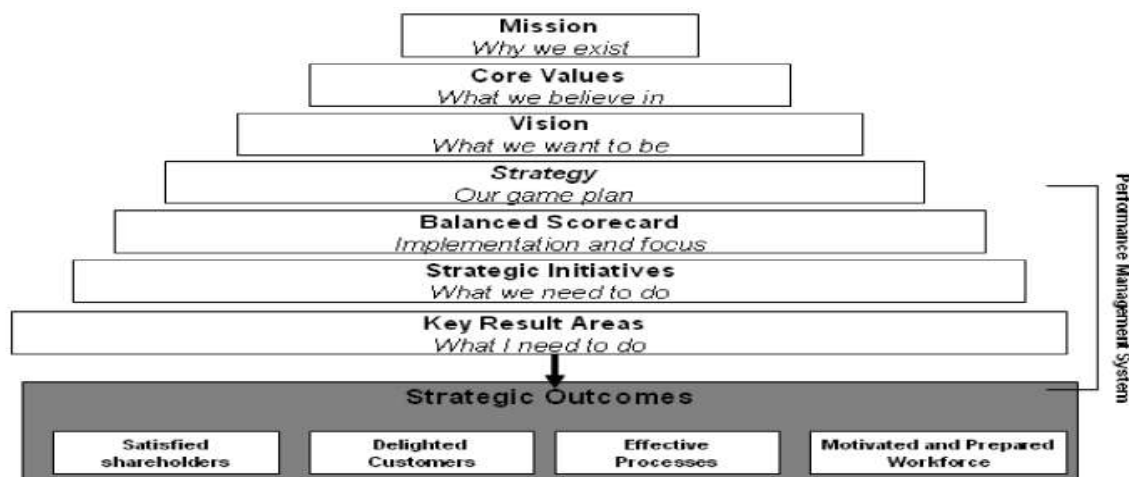 Mission
Why we exist
Core Values
What we believe in
Vision
What we want to be
Strategy
Our game plan
Balanced Scorecard
Implementation and focus
Strategic Initiatives
What we need to do
Key Result Areas
What I need to do
Performance Management System
Strategic Outcomes
Satisfied
shareholders
Delighted
Customers
Effective
Processes
Motivated and Prepared
Workforce